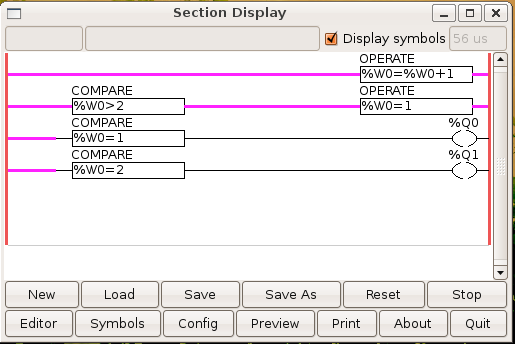 Section Display
Display symbols 56 us
OPERATE
%W0=%W0+1
COMPARE OPERATE
%W0>2 %W0=1
COMPARE %Q0
%W0=1
COMPARE %Q1
%W0=2
New Load Save Save As Reset Stop
Editor Symbols Config Preview Print About Quit